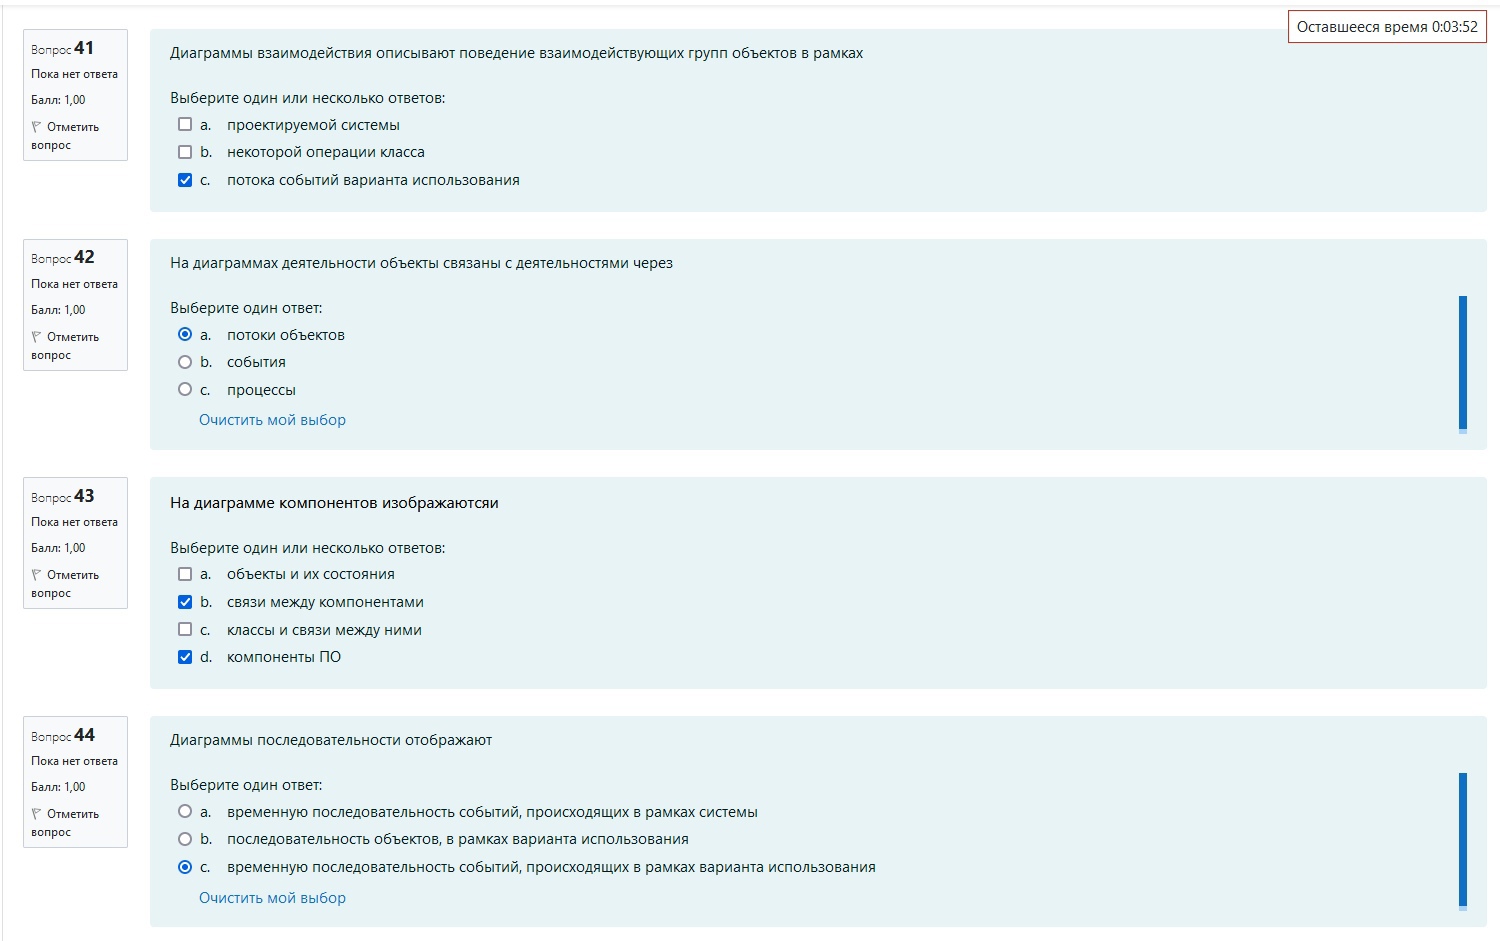 Оставшееся время 0:03:52
Вопрос 41
Пока нет ответа
Балл: 1,00
Отметить
вопрос
Диаграммы взаимодействия описывают поведение взаимодействующих групп объектов в рамках
Выберите один или несколько ответов:
a. проектируемой системы
b. некоторой операции класса
c. потока событий варианта использования
Вопрос 42
Пока нет ответа
Балл: 1,00
Отметить
вопрос
На диаграммах деятельности объекты связаны с деятельностями через
Выберите один ответ:
a. потоки объектов
b. события
c. процессы
Очистить мой выбор
Вопрос 43
Пока нет ответа
Балл: 1,00
Отметить
вопрос
На диаграмме компонентов изображаютсяи
Выберите один или несколько ответов:
a. объекты и их состояния
b. связи между компонентами
c. классы и связи между ними
d. компоненты ПО
Вопрос 44
Пока нет ответа
Балл: 1,00
Отметить
вопрос
Диаграммы последовательности отображают
Выберите один ответ:
a. временную последовательность событий, происходящих в рамках системы
b. последовательность объектов, в рамках варианта использования
c. временную последовательность событий, происходящих в рамках варианта использования
Очистить мой выбор